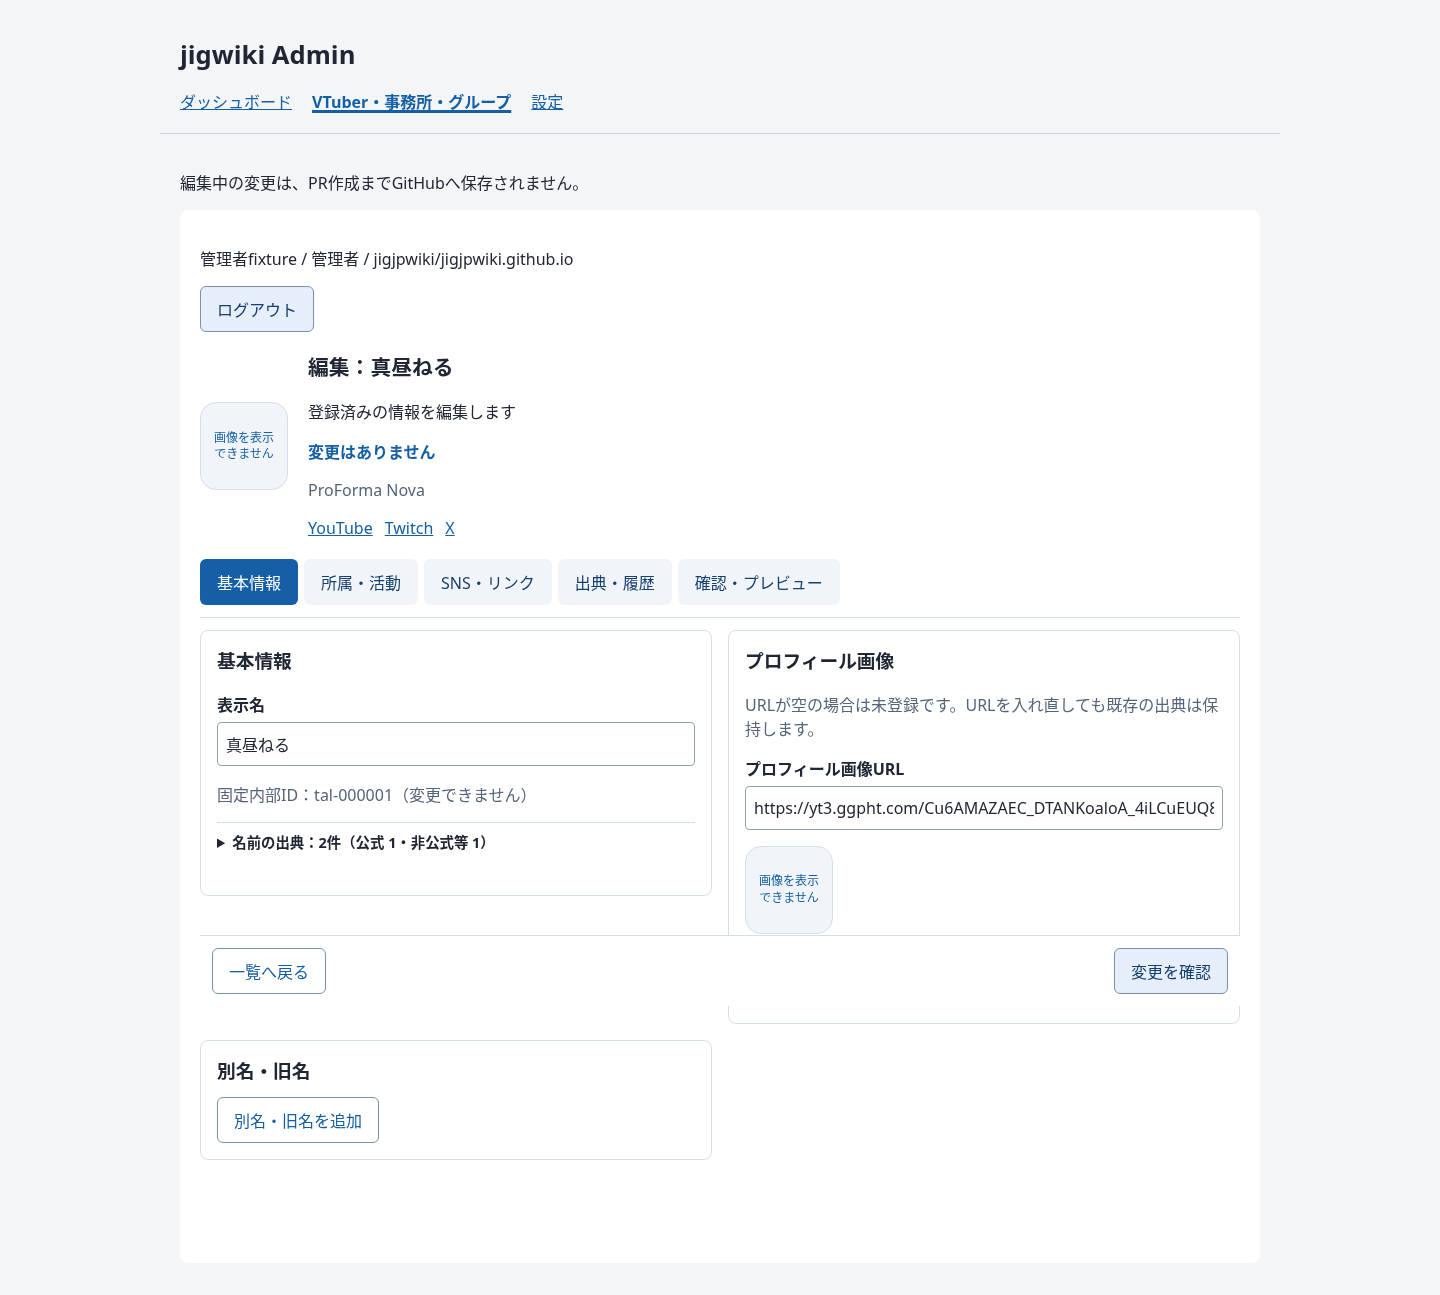 jigwiki Admin
ダッシュボード VTuber・事務所・グループ 設定
編集中の変更は、PR作成までGitHubへ保存されません。
管理者fixture / 管理者 / jigjpwiki/jigjpwiki.github.io
ログアウト
画像を表示
できません
編集：真昼ねる
登録済みの情報を編集します
変更はありません
ProForma Nova
YouTube Twitch X
基本情報 所属・活動 SNS・リンク 出典・履歴 確認・プレビュー
基本情報
表示名
真昼ねる
固定内部ID：tal-000001（変更できません）
▶ 名前の出典：2件（公式 1・非公式等 1）
プロフィール画像
URLが空の場合は未登録です。URLを入れ直しても既存の出典は保
持します。
プロフィール画像URL
https://yt3.ggpht.com/Cu6AMAZAEC_DTANKoaloA_4iLCuEUQ8
画像を表示
できません
一覧へ戻る 変更を確認
別名・旧名
別名・旧名を追加